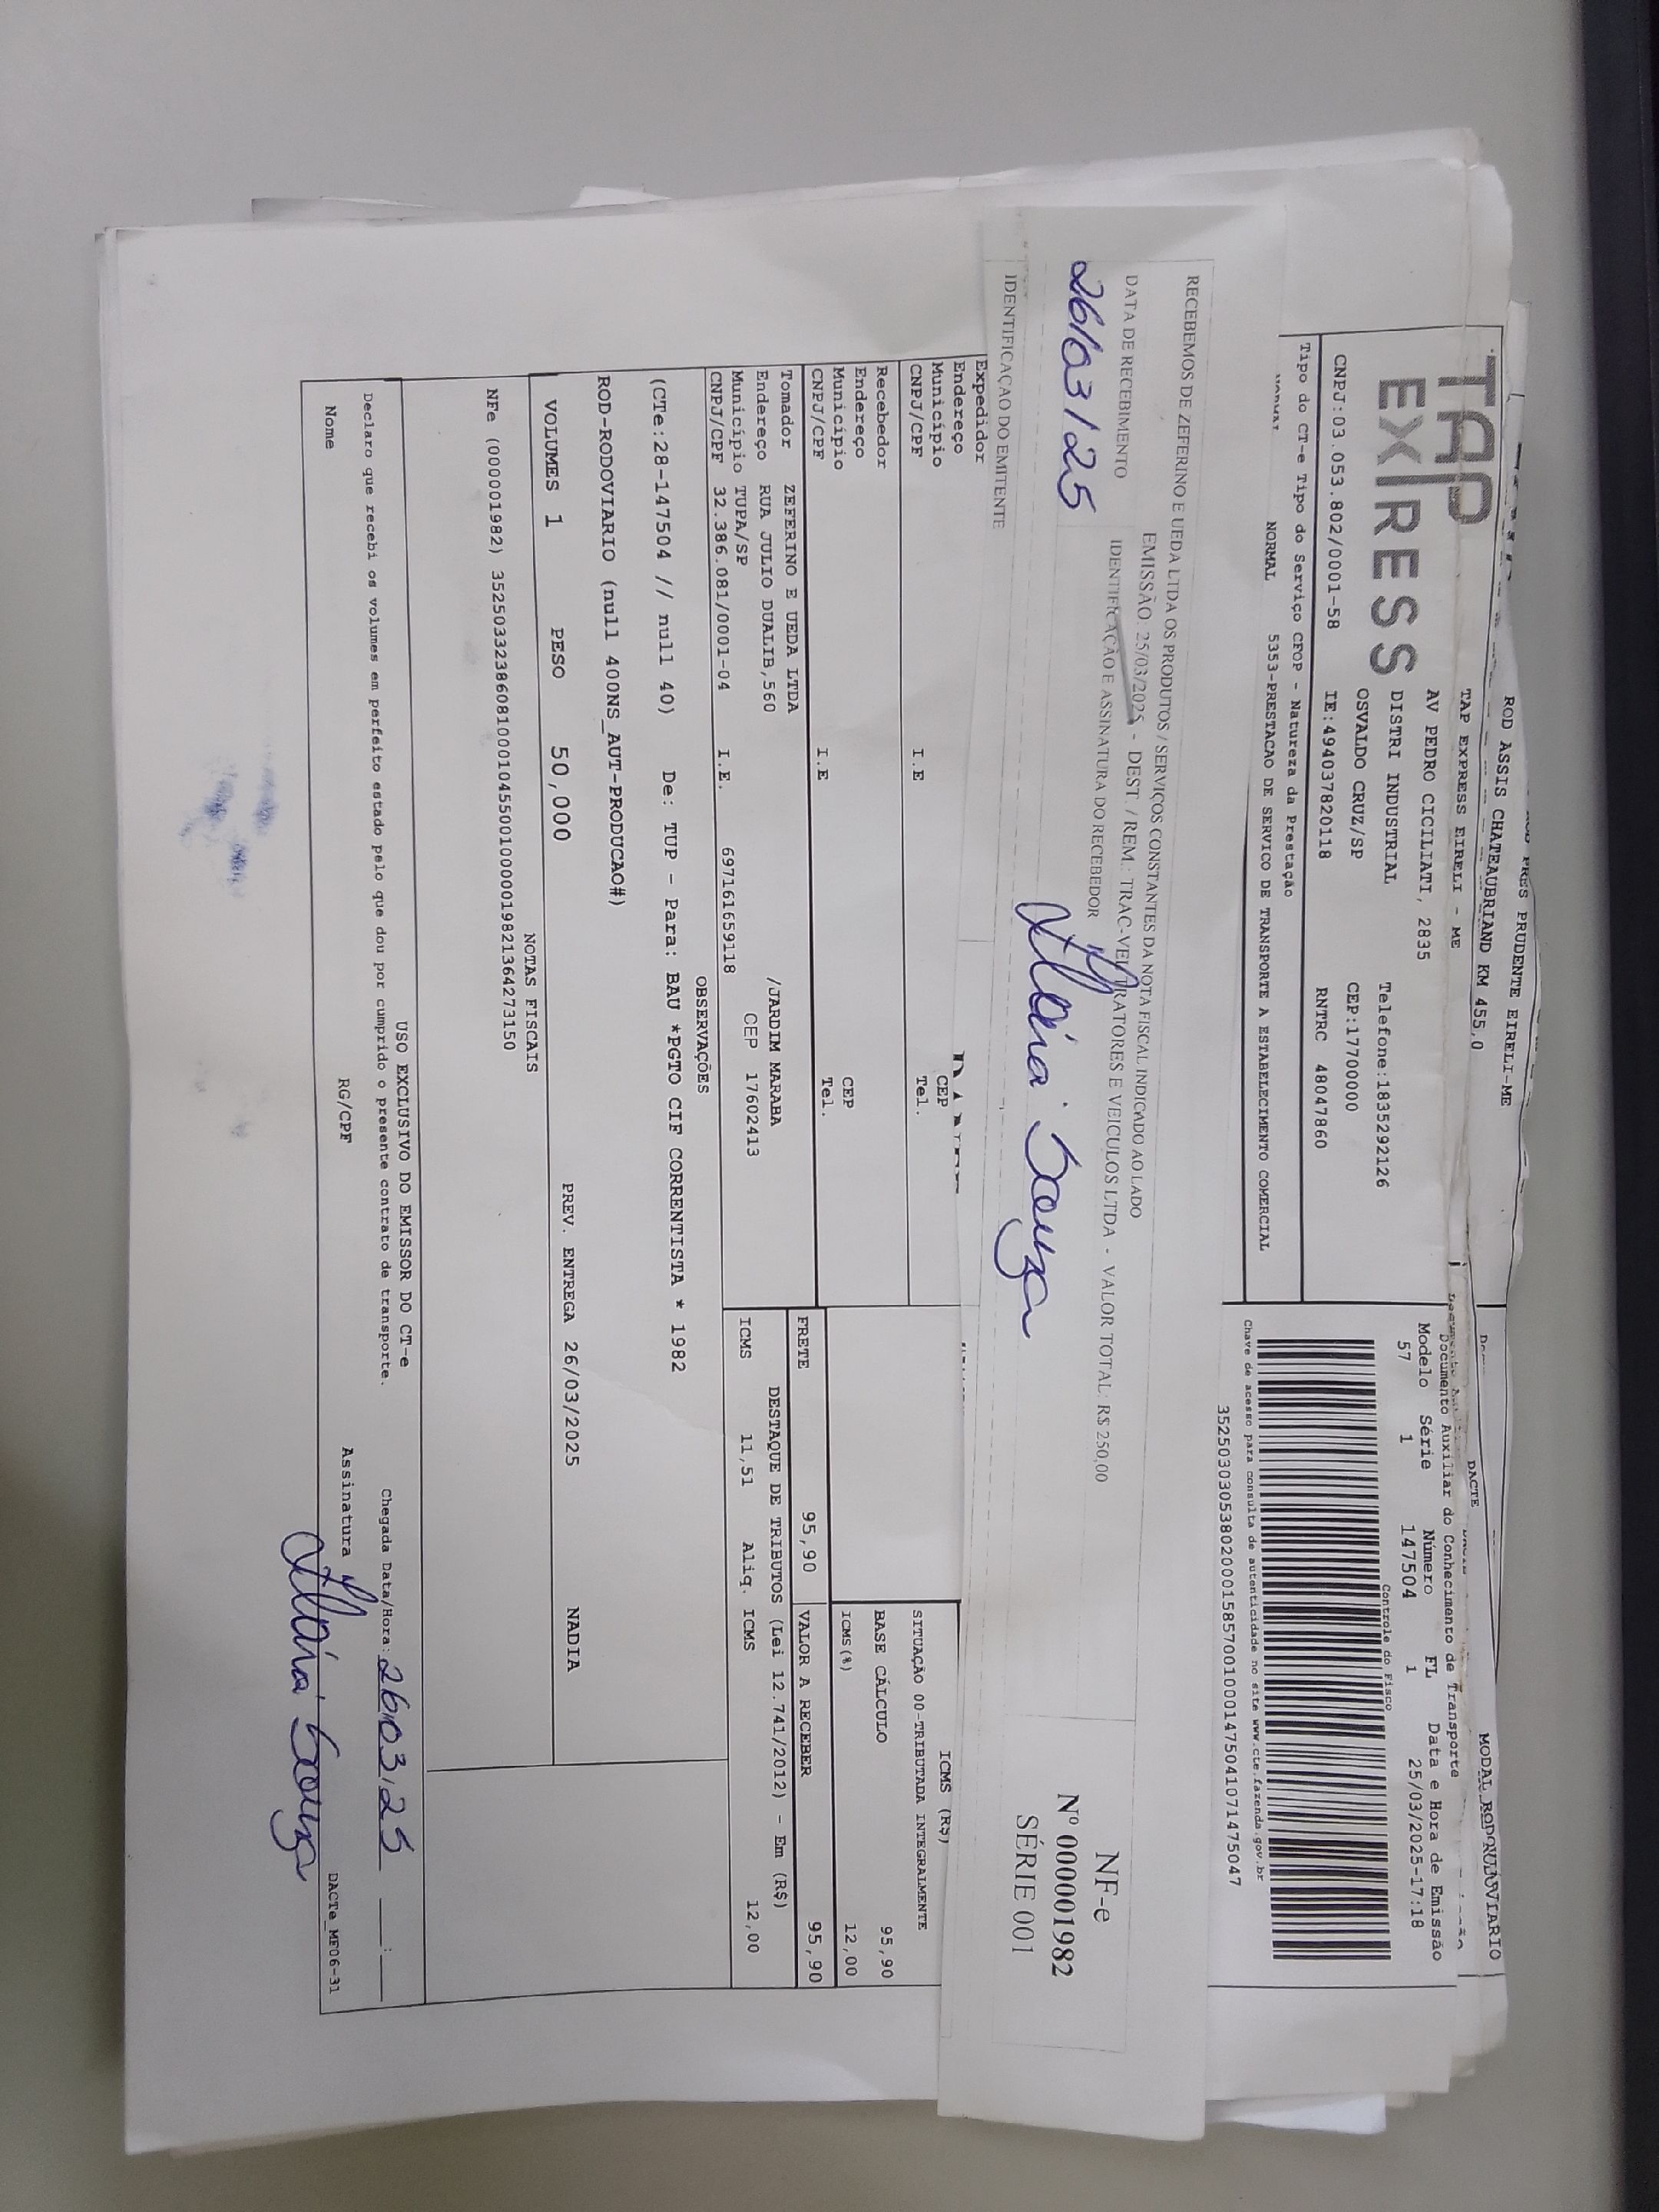 ROD PRES PRUDENTE EIRELI-ME
ROD ASSIS CHATEAUBRIAND KM 455,0
DACTE
MODAL RODOVIARIO
TAP EXPRESS
TAP EXPRESS EIRELI - ME
AV PEDRO CICILIATI, 2835
DISTRI INDUSTRIAL Telefone:1835292126
OSVALDO CRUZ/SP CEP:17700000
CNPJ:03.053.802/0001-58 IE:494037820118 RNTRC 48047860
Documento Auxiliar do Conhecimento de Transporte
Modelo Série Número FL Data e Hora de Emissão
57 1 147504 1 25/03/2025-17:18
Controle do Fisco
Tipo do CT-e Tipo do Serviço CFOP - Natureza da Prestação
NORMAL NORMAL 5353-PRESTACAO DE SERVICO DE TRANSPORTE A ESTABELECIMENTO COMERCIAL
Chave de acesso para consulta de autenticidade no site www.cte.fazenda.gov.br
35250303053802000158570010001475041071475047
RECEBEMOS DE ZEFERINO E UEDA LTDA OS PRODUTOS / SERVIÇOS CONSTANTES DA NOTA FISCAL INDICADO AO LADO
EMISSÃO: 25/03/2025 - DEST. / REM.: TRAC-VEL TRATORES E VEICULOS LTDA - VALOR TOTAL: R$ 250,00
DATA DE RECEBIMENTO
IDENTIFICAÇÃO E ASSINATURA DO RECEBEDOR
26/03/25
Souza
NF-e
Nº 000001982
SÉRIE 001
IDENTIFICAÇÃO DO EMITENTE
Expedidor
Endereço
Município CEP
CNPJ/CPF I.E Tel.
Recebedor
Endereço
Município CEP
CNPJ/CPF I.E Tel.
ICMS (R$)
SITUAÇÃO 00-TRIBUTADA INTEGRALMENTE
BASE CÁLCULO 95,90
ICMS(%) 12,00
Tomador ZEFERINO E UEDA LTDA
Endereço RUA JULIO DUALIB,560 /JARDIM MARABA
Município TUPA/SP CEP 17602413
CNPJ/CPF 32.386.081/0001-04 I.E. 697161659118
FRETE 95,90 VALOR A RECEBER 95,90
DESTAQUE DE TRIBUTOS (Lei 12.741/2012) - Em (R$)
ICMS 11,51 Aliq. ICMS 12,00
OBSERVAÇÕES
(CTe:28-147504 // null 40) De: TUP - Para: BAU *PGTO CIF CORRENTISTA * 1982
ROD-RODOVIARIO (null 400NS_AUT-PRODUCAO#)
VOLUMES 1 PESO 50,000 PREV. ENTREGA 26/03/2025 NADIA
NOTAS FISCAIS
NFe (000001982) 35250332386081000104550010000019821364273150
USO EXCLUSIVO DO EMISSOR DO CT-e
Declaro que recebi os volumes em perfeito estado pelo que dou por cumprido o presente contrato de transporte. Chegada Data/Hora: 26/03/25 __:__
Nome RG/CPF Assinatura Souza
DACTe_MF06-31